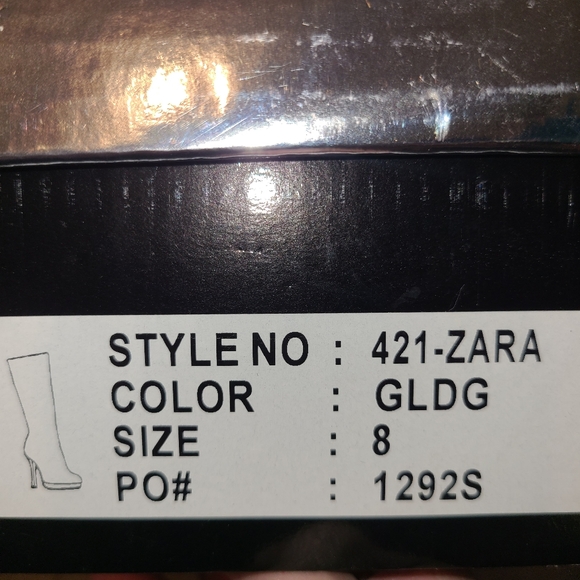 STYLE NO : 421-ZARA
COLOR : GLDG
SIZE : 8
PO# : 1292S